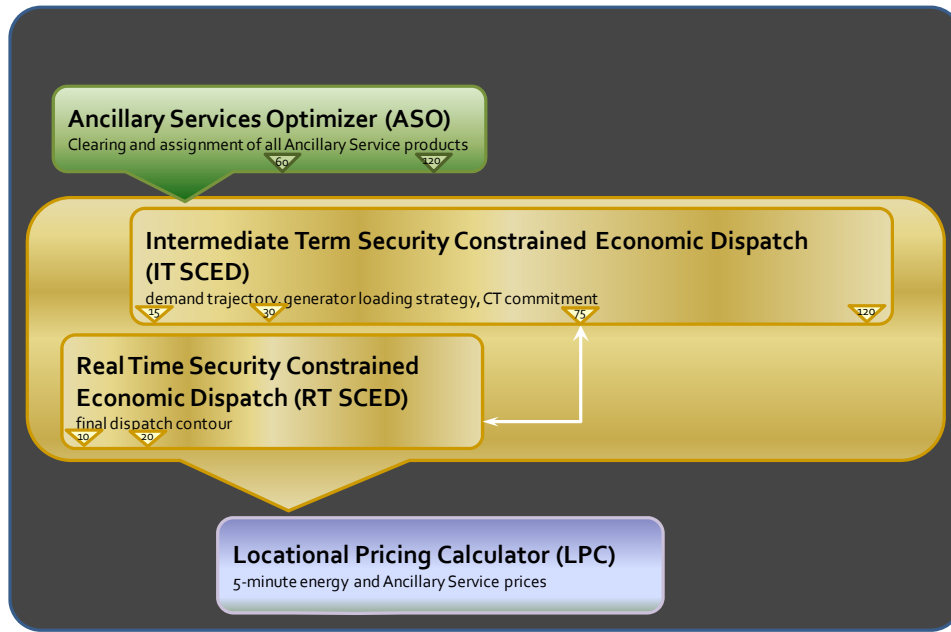 Ancillary Services Optimizer (ASO)
Clearing and assignment of all Ancillary Service products
60 120
Intermediate Term Security Constrained Economic Dispatch
(IT SCED)
demand trajectory, generator loading strategy, CT commitment
15 30 75 120
Real Time Security Constrained
Economic Dispatch (RT SCED)
final dispatch contour
10 20
Locational Pricing Calculator (LPC)
5-minute energy and Ancillary Service prices